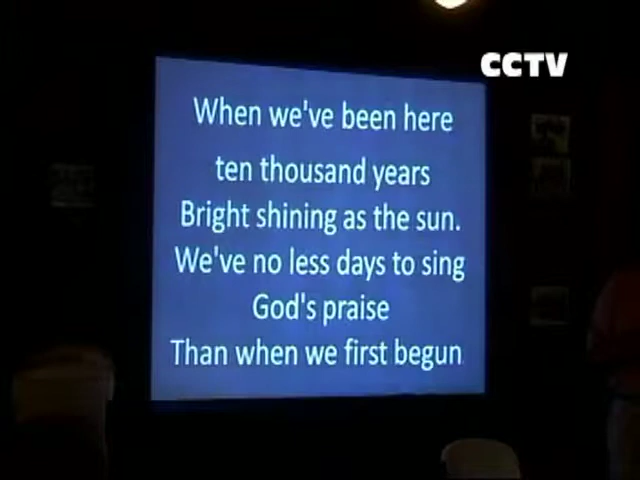 CCTV
When we've been here
ten thousand years
Bright shining as the sun.
We've no less days to sing
God's praise
Than when we first begun